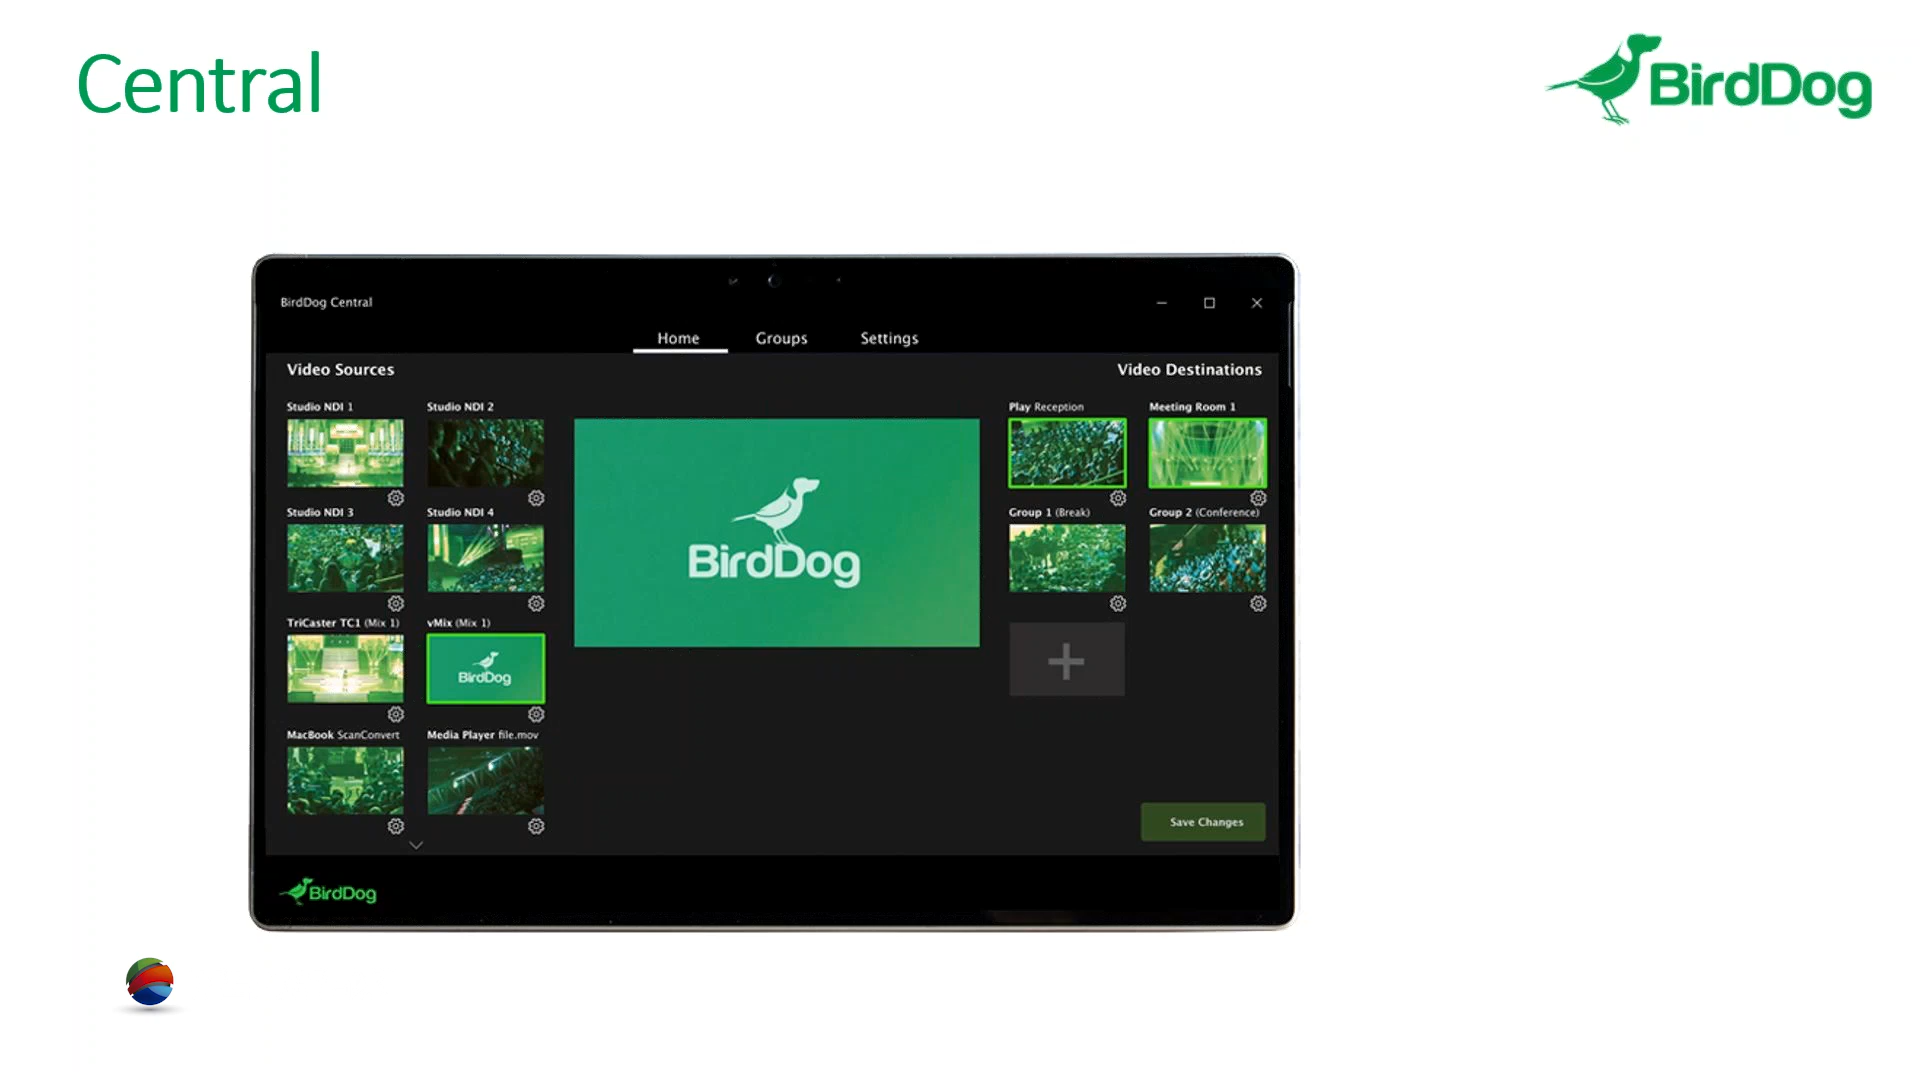 Central
BirdDog
BirdDog Central
Home Groups Settings
Video Sources
Video Destinations
Studio NDI 1
Studio NDI 2
Play Reception
Meeting Room 1
BirdDog
Studio NDI 3
Studio NDI 4
Group 1 (Break)
Group 2 (Conference)
TriCaster TC1 (Mix 1)
vMix (Mix 1)
BirdDog
MacBook ScanConvert
Media Player file.mov
Save Changes
BirdDog